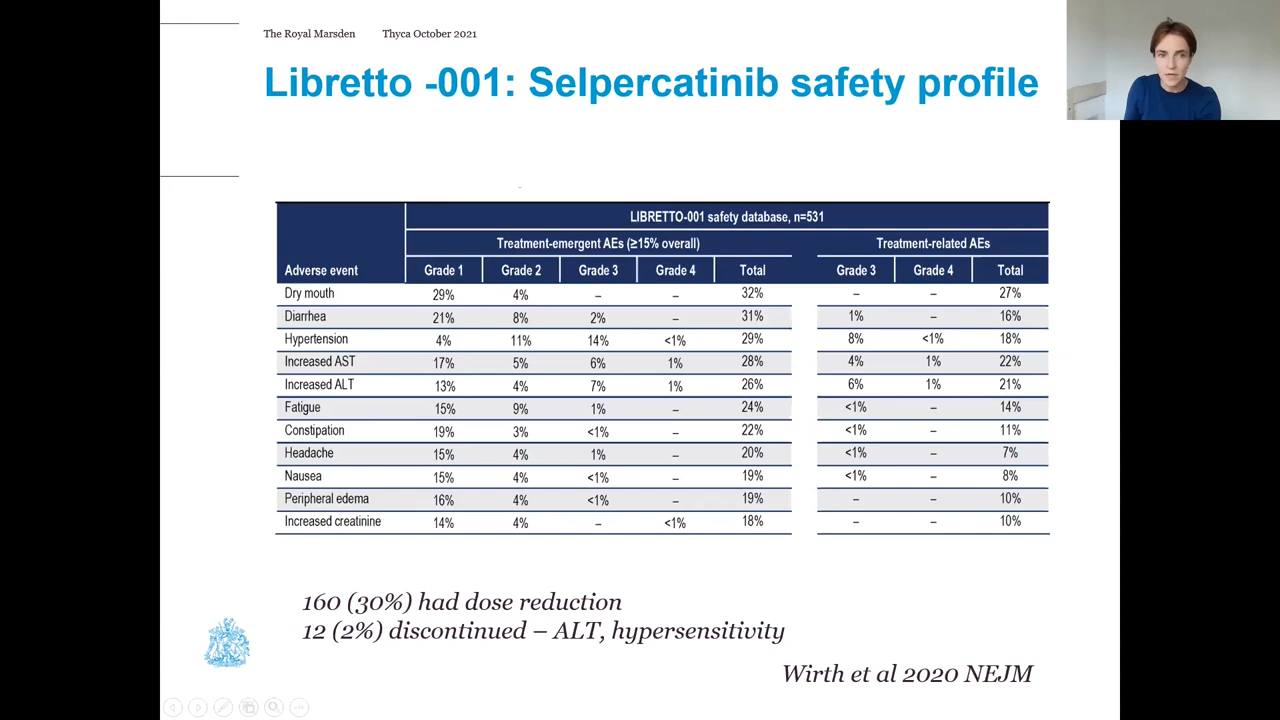 The Royal Marsden Thyca October 2021
Libretto -001: Selpercatinib safety profile
LIBRETTO-001 safety database, n=531
Treatment-emergent AEs (≥15% overall) Treatment-related AEs
Adverse event Grade 1 Grade 2 Grade 3 Grade 4 Total Grade 3 Grade 4 Total
Dry mouth 29% 4% – – 32% – – 27%
Diarrhea 21% 8% 2% – 31% 1% – 16%
Hypertension 4% 11% 14% <1% 29% 8% <1% 18%
Increased AST 17% 5% 6% 1% 28% 4% 1% 22%
Increased ALT 13% 4% 7% 1% 26% 6% 1% 21%
Fatigue 15% 9% 1% – 24% <1% – 14%
Constipation 19% 3% <1% – 22% <1% – 11%
Headache 15% 4% 1% – 20% <1% – 7%
Nausea 15% 4% <1% – 19% <1% – 8%
Peripheral edema 16% 4% <1% – 19% – – 10%
Increased creatinine 14% 4% – <1% 18% – – 10%
160 (30%) had dose reduction
12 (2%) discontinued – ALT, hypersensitivity
Wirth et al 2020 NEJM